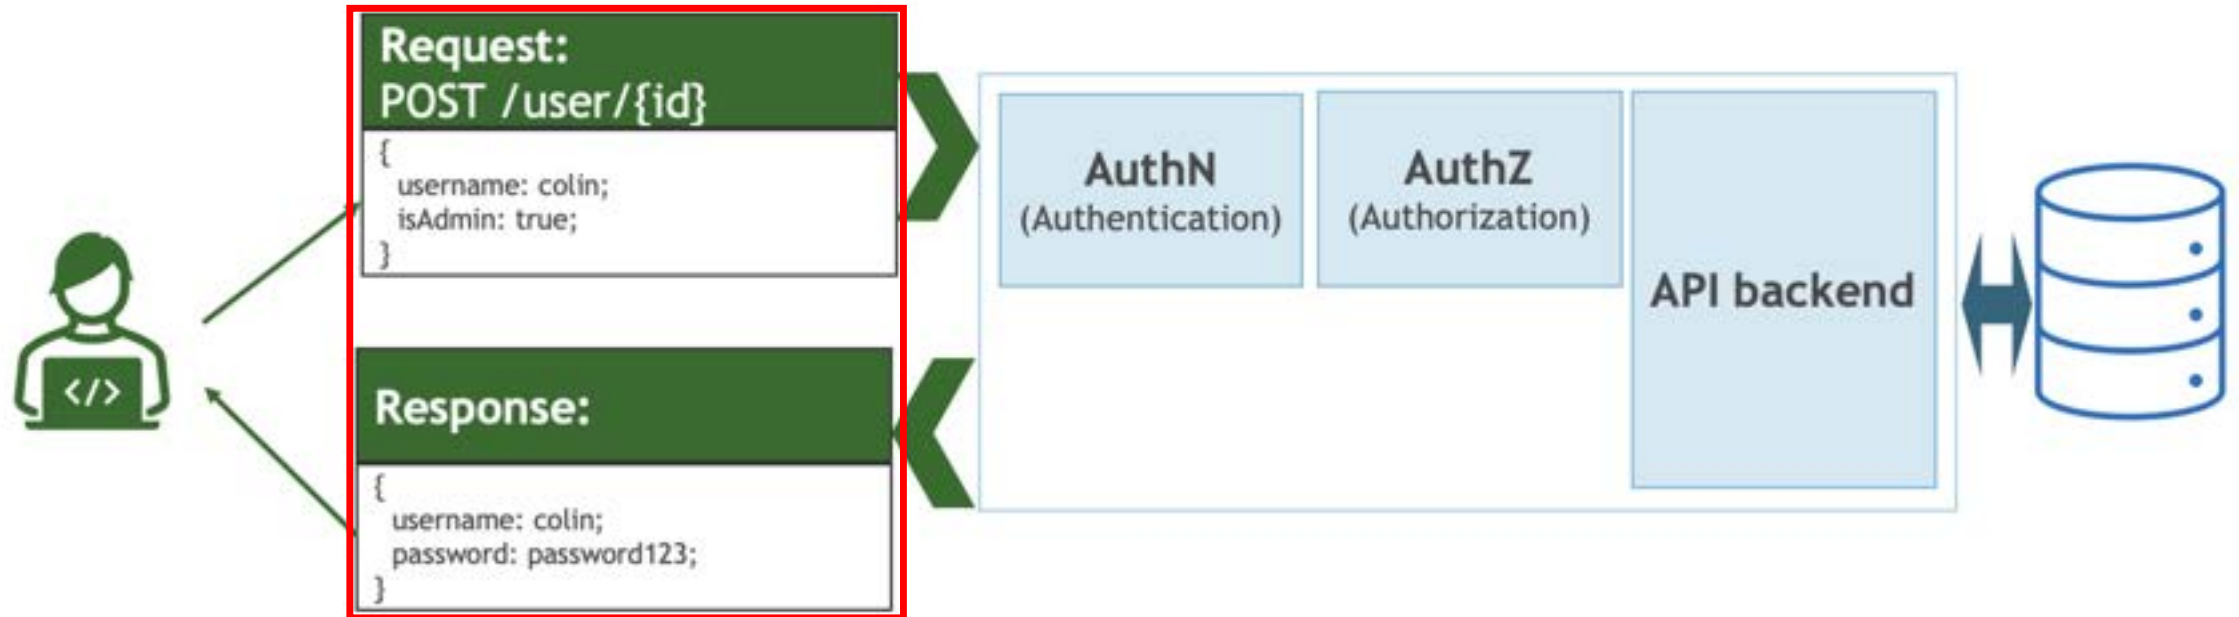 Request:
POST /user/{id}
{
username: colin;
isAdmin: true;
}
Response:
{
username: colin;
password: password123;
}
</>
AuthN
(Authentication)
AuthZ
(Authorization)
API backend